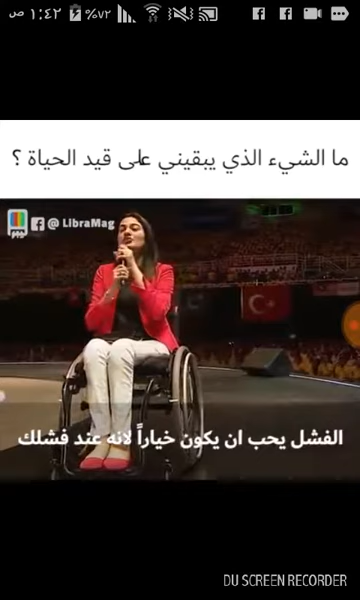 ١:٤٢ ص
%٧٢
ما الشيء الذي يبقيني على قيد الحياة ؟
@ LibraMag
الفشل يحب ان يكون خياراً لانه عند فشلك
DU SCREEN RECORDER